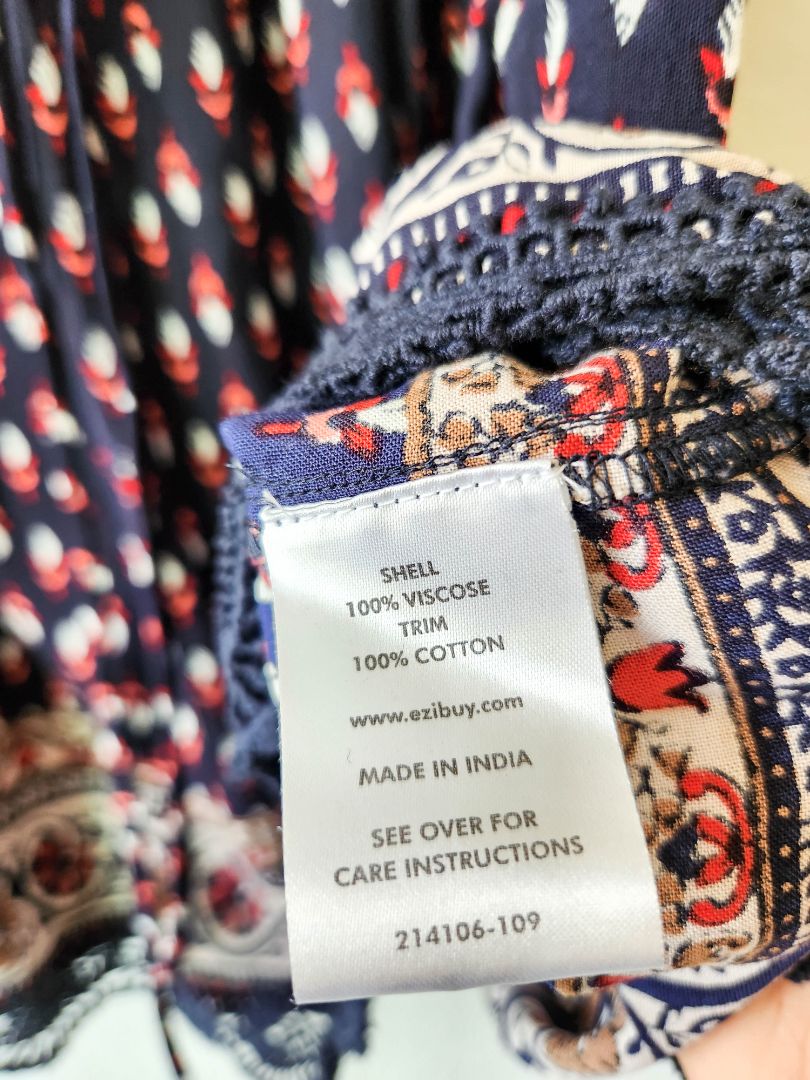 SHELL
100% VISCOSE
TRIM
100% COTTON
www.ezibuy.com
MADE IN INDIA
SEE OVER FOR
CARE INSTRUCTIONS
214106-109